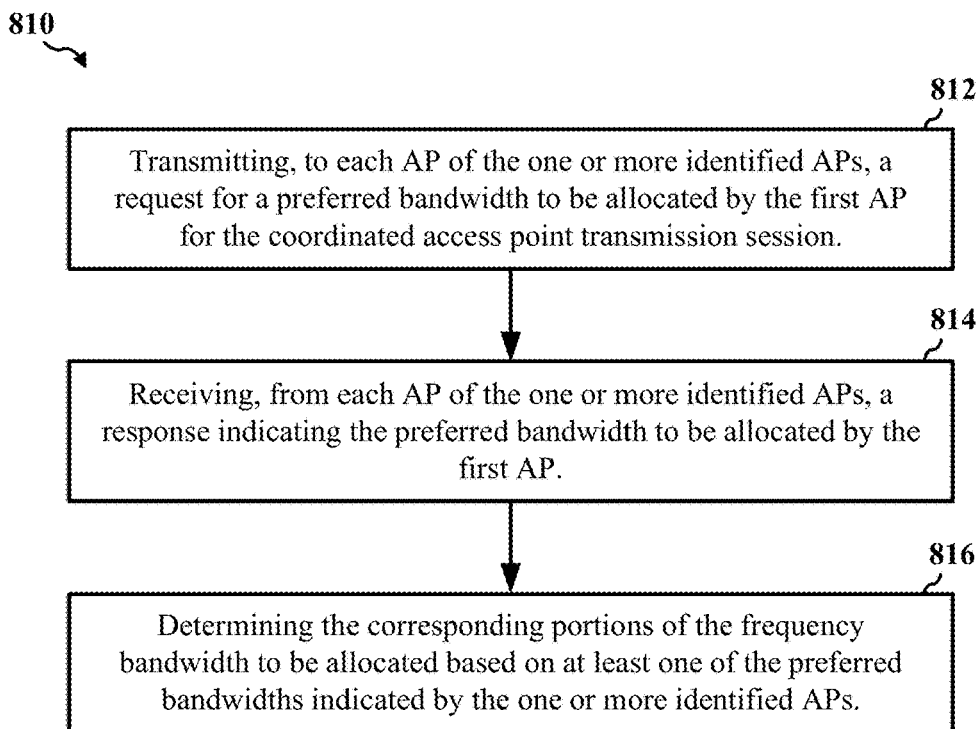 810
812
Transmitting, to each AP of the one or more identified APs, a
request for a preferred bandwidth to be allocated by the first AP
for the coordinated access point transmission session.
814
Receiving, from each AP of the one or more identified APs, a
response indicating the preferred bandwidth to be allocated by the
first AP.
816
Determining the corresponding portions of the frequency
bandwidth to be allocated based on at least one of the preferred
bandwidths indicated by the one or more identified APs.